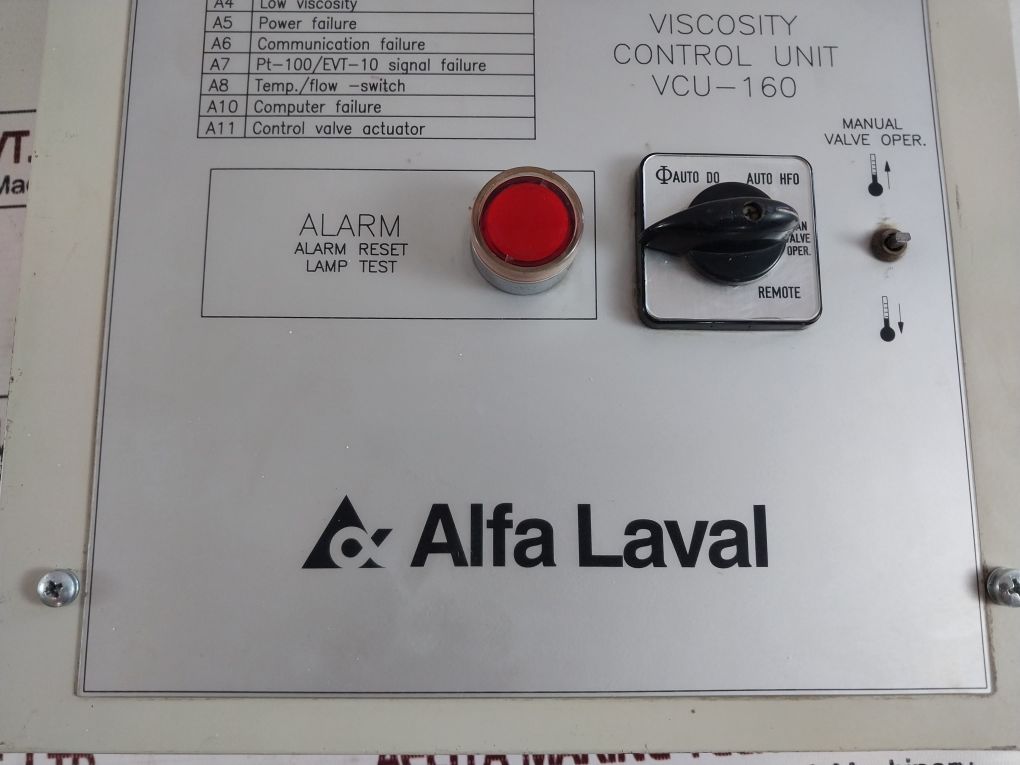 A4 Low viscosity
A5 Power failure
A6 Communication failure
A7 Pt-100/EVT-10 signal failure
A8 Temp./flow -switch
A10 Computer failure
A11 Control valve actuator
VISCOSITY
CONTROL UNIT
VCU-160
MANUAL
VALVE OPER.
ALARM
ALARM RESET
LAMP TEST
Φ AUTO DO AUTO HFO
OPER.
REMOTE
Alfa Laval